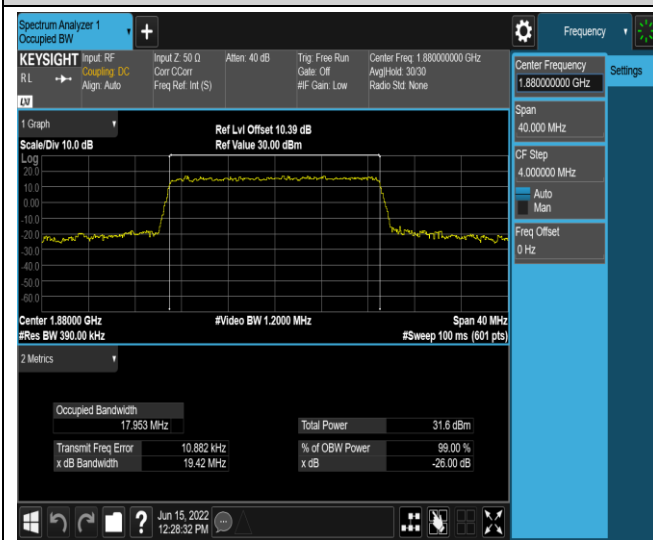 Spectrum Analyzer 1
Occupied BW
+
Frequency
KEYSIGHT
RL
LXI
Input: RF
Coupling: DC
Align: Auto
Input Z: 50 Ω
Corr CCorr
Freq Ref: Int (S)
Atten: 40 dB
Trig: Free Run
Gate: Off
#IF Gain: Low
Center Freq: 1.880000000 GHz
Avg|Hold: 30/30
Radio Std: None
Center Frequency
1.880000000 GHz
Settings
Span
40.000 MHz
CF Step
4.000000 MHz
Auto
Man
Freq Offset
0 Hz
1 Graph
Scale/Div 10.0 dB
Ref Lvl Offset 10.39 dB
Ref Value 30.00 dBm
Log
20.0
10.0
0.00
-10.0
-20.0
-30.0
-40.0
-50.0
-60.0
Center 1.88000 GHz
#Res BW 390.00 kHz
#Video BW 1.2000 MHz
Span 40 MHz
#Sweep 100 ms (601 pts)
2 Metrics
Occupied Bandwidth
17.953 MHz
Total Power 31.6 dBm
Transmit Freq Error 10.882 kHz
% of OBW Power 99.00 %
x dB Bandwidth 19.42 MHz
x dB -26.00 dB
?
Jun 15, 2022
12:28:32 PM